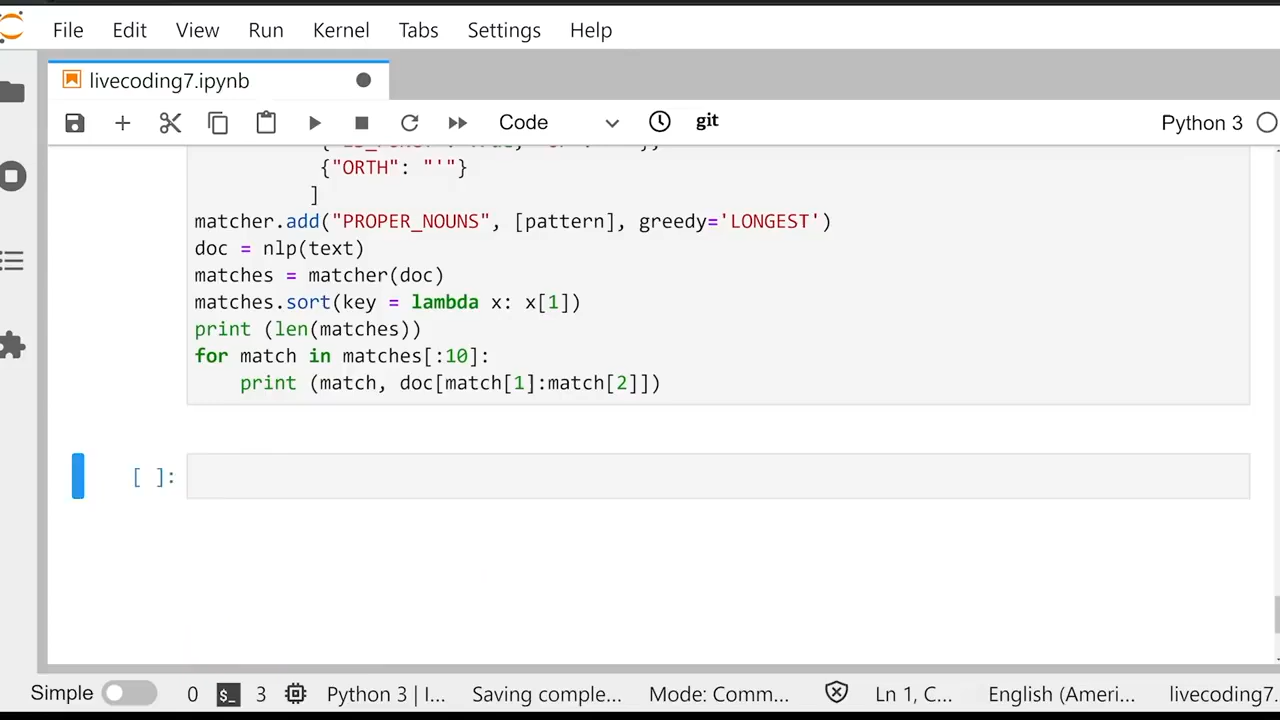 File Edit View Run Kernel Tabs Settings Help
livecoding7.ipynb
Code git Python 3
{"ORTH": "'"}
]
matcher.add("PROPER_NOUNS", [pattern], greedy='LONGEST')
doc = nlp(text)
matches = matcher(doc)
matches.sort(key = lambda x: x[1])
print (len(matches))
for match in matches[:10]:
print (match, doc[match[1]:match[2]])
[ ]:
Simple 0 $_ 3 Python 3 | I... Saving comple... Mode: Comm... Ln 1, C... English (Ameri... livecoding7.